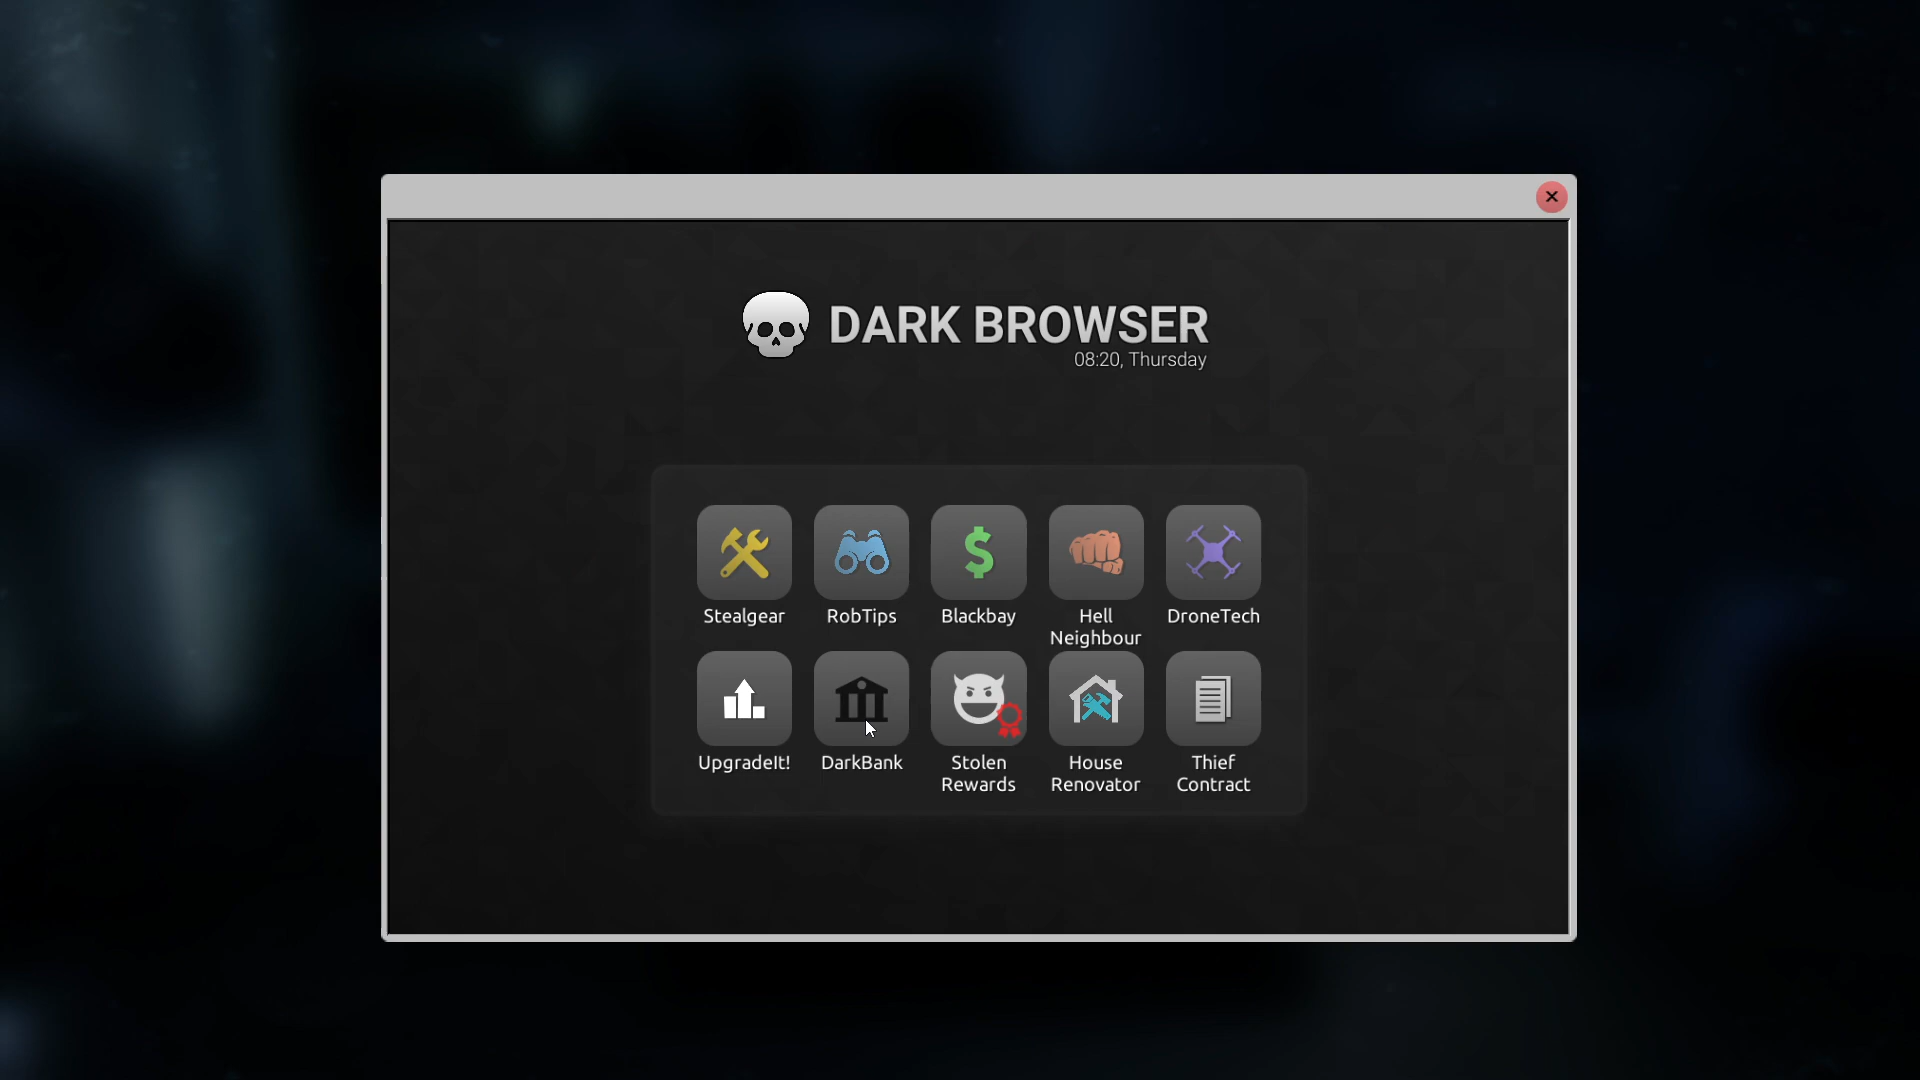 DARK BROWSER
08:20, Thursday
Stealgear
RobTips
Blackbay
Hell
Neighbour
DroneTech
UpgradeIt!
DarkBank
Stolen
Rewards
House
Renovator
Thief
Contract